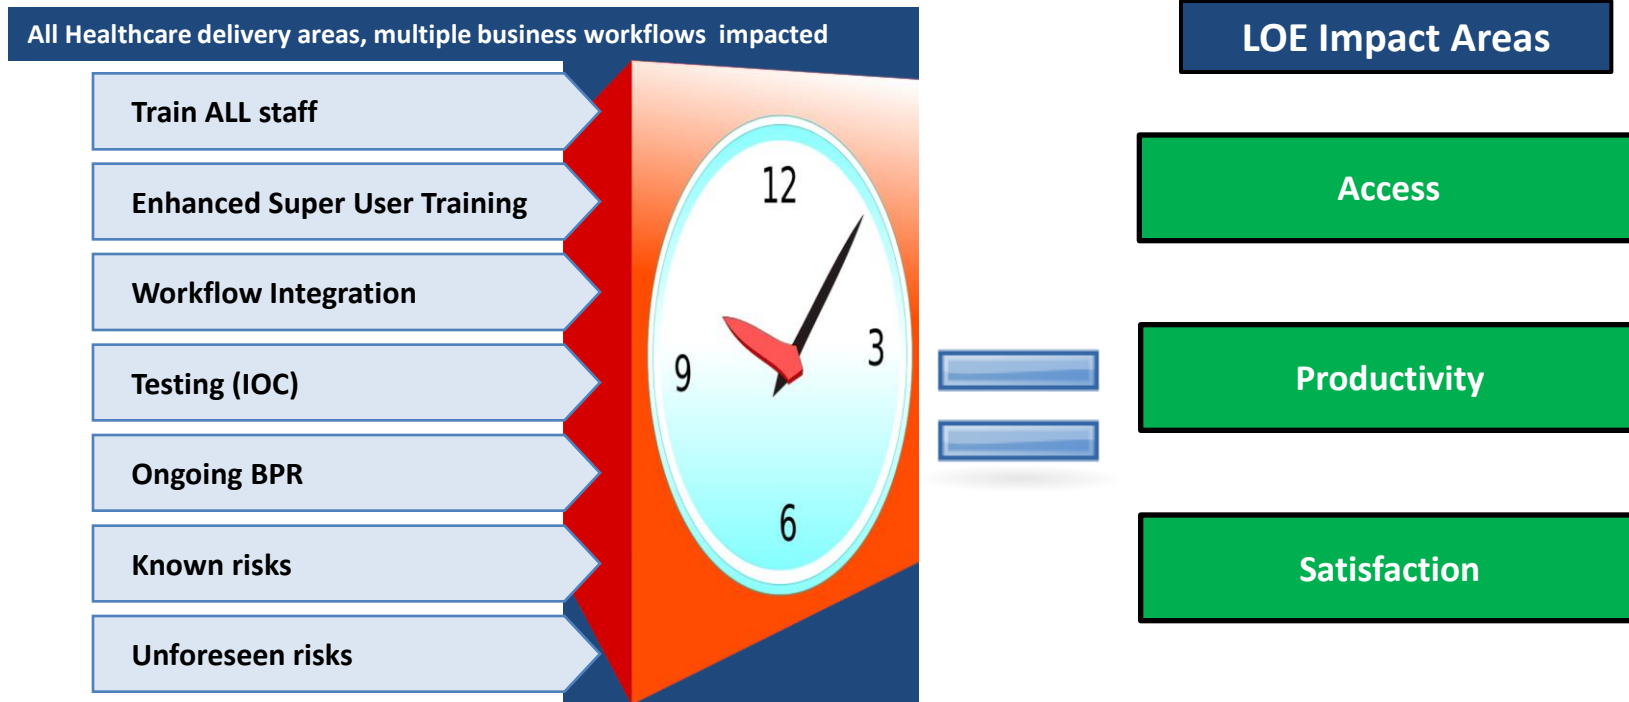 All Healthcare delivery areas, multiple business workflows impacted
Train ALL staff
Enhanced Super User Training
Workflow Integration
Testing (IOC)
Ongoing BPR
Known risks
Unforeseen risks
12
3
6
9
LOE Impact Areas
Access
Productivity
Satisfaction